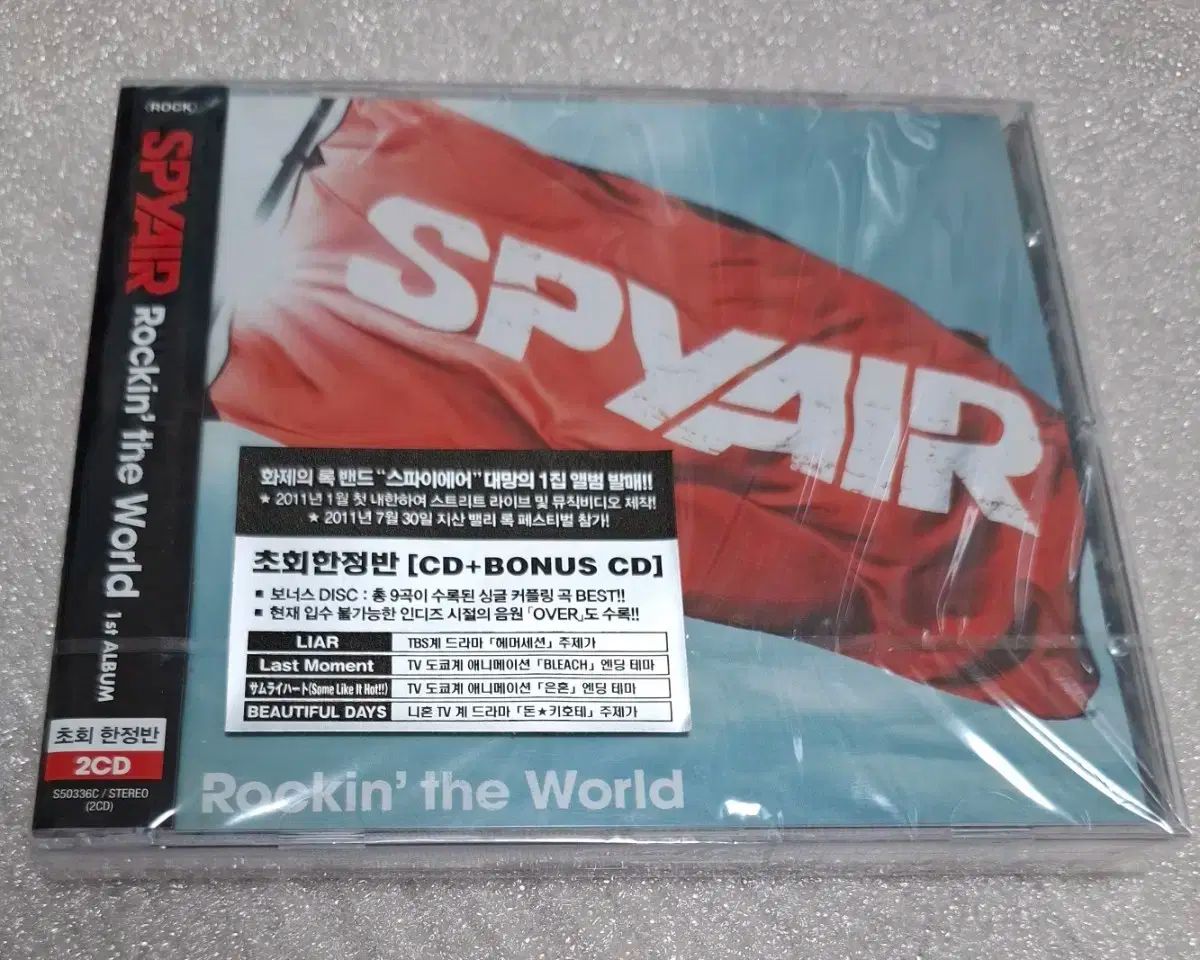 <ROCK>
SPYAIR
Rockin' the World
1st ALBUM
초회 한정반
2CD
S50336C / STEREO
(2CD)
SPYAIR
화제의 록 밴드 "스파이에어" 대망의 1집 앨범 발매!!
★ 2011년 1월 첫 내한하여 스트리트 라이브 및 뮤직비디오 제작!
★ 2011년 7월 30일 지산 밸리 록 페스티벌 참가!
초회한정반 [CD+BONUS CD]
■ 보너스 DISC : 총 9곡이 수록된 싱글 커플링 곡 BEST!!
■ 현재 입수 불가능한 인디즈 시절의 음원 「OVER」도 수록!!
LIAR TBS계 드라마 「헤머세션」 주제가
Last Moment TV 도쿄계 애니메이션 「BLEACH」 엔딩 테마
サムライハート(Some Like It Hot!!) TV 도쿄계 애니메이션 「은혼」 엔딩 테마
BEAUTIFUL DAYS 니혼 TV 계 드라마 「돈★키호테」 주제가
Rockin' the World